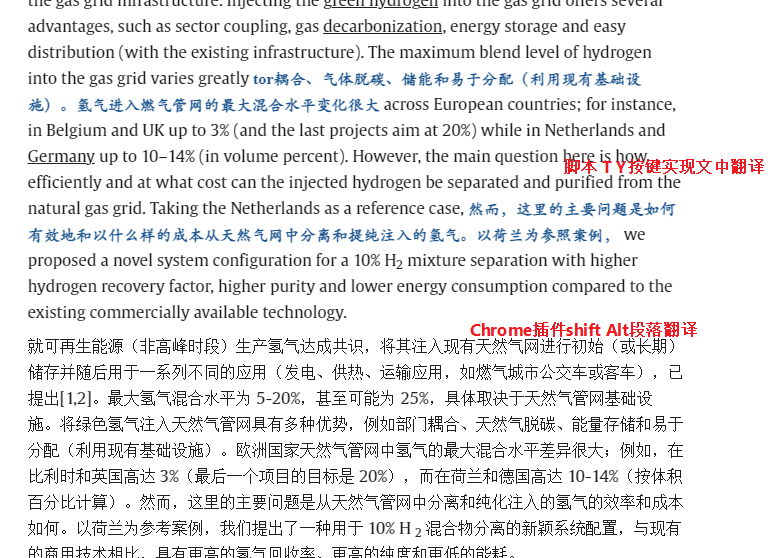 the gas grid infrastructure. Injecting the green hydrogen into the gas grid offers several
advantages, such as sector coupling, gas decarbonization, energy storage and easy
distribution (with the existing infrastructure). The maximum blend level of hydrogen
into the gas grid varies greatly tor耦合、气体脱碳、储能和易于分配（利用现有基础设
施）。氢气进入燃气管网的最大混合水平变化很大 across European countries; for instance,
in Belgium and UK up to 3% (and the last projects aim at 20%) while in Netherlands and
Germany up to 10–14% (in volume percent). However, the main question here is how
脚本 T Y按键实现文中翻译
efficiently and at what cost can the injected hydrogen be separated and purified from the
natural gas grid. Taking the Netherlands as a reference case, 然而，这里的主要问题是如何
有效地和以什么样的成本从天然气网中分离和提纯注入的氢气。以荷兰为参照案例， we
proposed a novel system configuration for a 10% H2 mixture separation with higher
hydrogen recovery factor, higher purity and lower energy consumption compared to the
existing commercially available technology.
Chrome插件shift Alt段落翻译
就可再生能源（非高峰时段）生产氢气达成共识，将其注入现有天然气网进行初始（或长期）
储存并随后用于一系列不同的应用（发电、供热、运输应用，如燃气城市公交车或客车），已
提出[1,2]。最大氢气混合水平为 5-20%，甚至可能为 25%，具体取决于天然气管网基础设
施。将绿色氢气注入天然气管网具有多种优势，例如部门耦合、天然气脱碳、能量存储和易于
分配（利用现有基础设施）。欧洲国家天然气管网中氢气的最大混合水平差异很大；例如，在
比利时和英国高达 3%（最后一个项目的目标是 20%），而在荷兰和德国高达 10-14%（按体积
百分比计算）。然而，这里的主要问题是从天然气管网中分离和纯化注入的氢气的效率和成本
如何。以荷兰为参考案例，我们提出了一种用于 10% H 2 混合物分离的新颖系统配置，与现有
的商用技术相比，具有更高的氢气回收率、更高的纯度和更低的能耗。